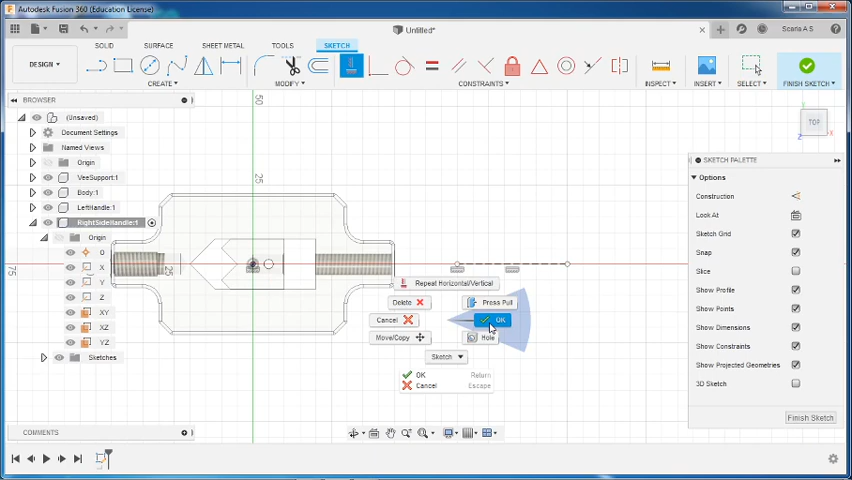 Autodesk Fusion 360 (Education License)
Untitled*
Scaria A S
SOLID SURFACE SHEET METAL TOOLS SKETCH
DESIGN
CREATE MODIFY CONSTRAINTS INSPECT INSERT SELECT FINISH SKETCH
BROWSER
(Unsaved)
Document Settings
Named Views
Origin
VeeSupport:1
Body:1
LeftHandle:1
RightSideHandle:1
Origin
O
X
Y
Z
XY
XZ
YZ
Sketches
50
25
25
75
TOP
X
Z
SKETCH PALETTE
Options
Construction
Look At
Sketch Grid
Snap
Slice
Show Profile
Show Points
Show Dimensions
Show Constraints
Show Projected Geometries
3D Sketch
Finish Sketch
Repeat Horizontal/Vertical
Delete Press Pull
Cancel OK
Move/Copy Hole
Sketch
OK Return
Cancel Escape
COMMENTS